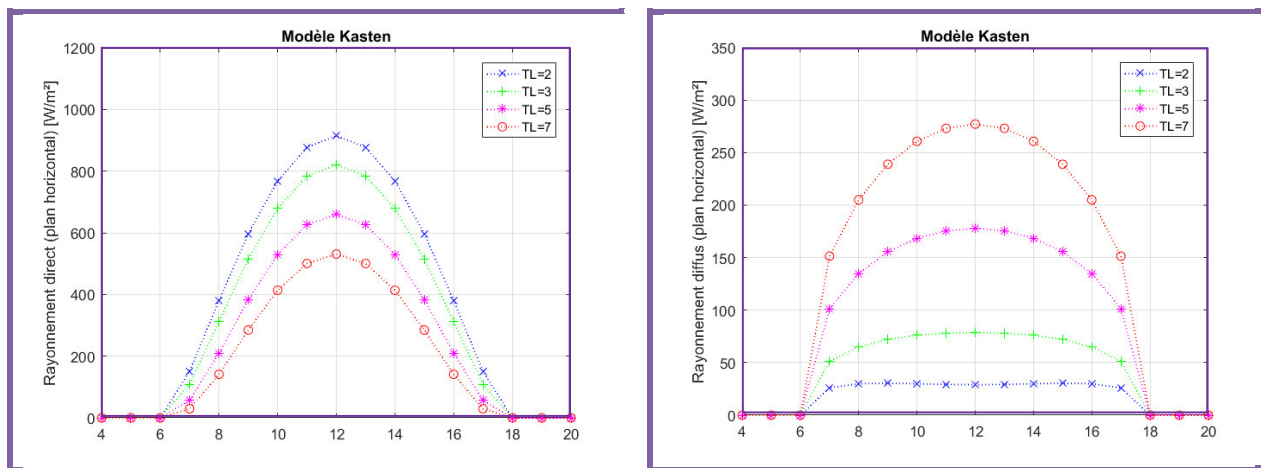 Modèle Kasten
Rayonnement direct (plan horizontal) [W/m²]
1200
1000
800
600
400
200
0
4 6 8 10 12 14 16 18 20
TL=2
TL=3
TL=5
TL=7
Modèle Kasten
Rayonnement diffus (plan horizontal) [W/m²]
350
300
250
200
150
100
50
0
4 6 8 10 12 14 16 18 20
TL=2
TL=3
TL=5
TL=7